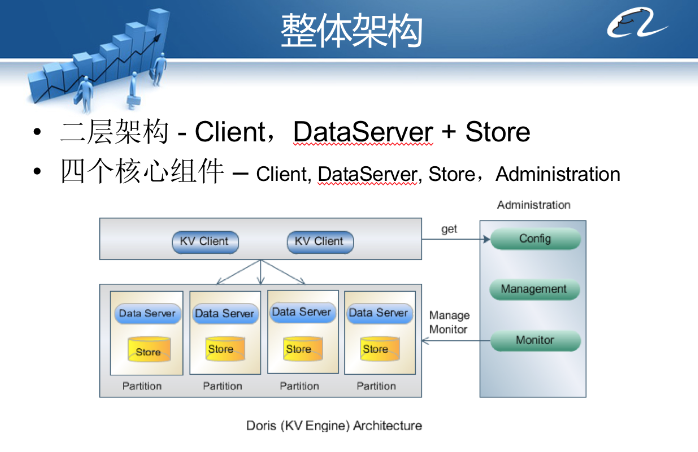 整体架构
• 二层架构 - Client，DataServer + Store
• 四个核心组件 – Client, DataServer, Store，Administration
Administration
KV Client KV Client
get
Config
Management
Data Server Data Server Data Server Data Server
Manage
Monitor
Monitor
Store Store Store Store
Partition Partition Partition Partition
Doris (KV Engine) Architecture